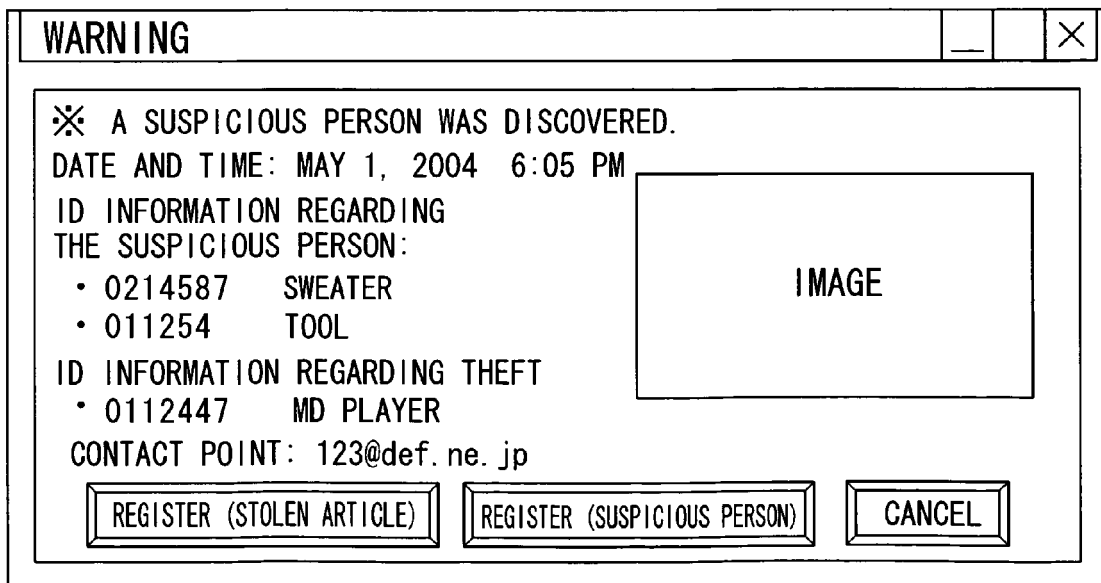 WARNING
※ A SUSPICIOUS PERSON WAS DISCOVERED.
DATE AND TIME: MAY 1, 2004 6:05 PM
ID INFORMATION REGARDING
THE SUSPICIOUS PERSON:
・0214587 SWEATER
・011254 TOOL
IMAGE
ID INFORMATION REGARDING THEFT
・0112447 MD PLAYER
CONTACT POINT: 123@def.ne.jp
REGISTER (STOLEN ARTICLE) REGISTER (SUSPICIOUS PERSON) CANCEL